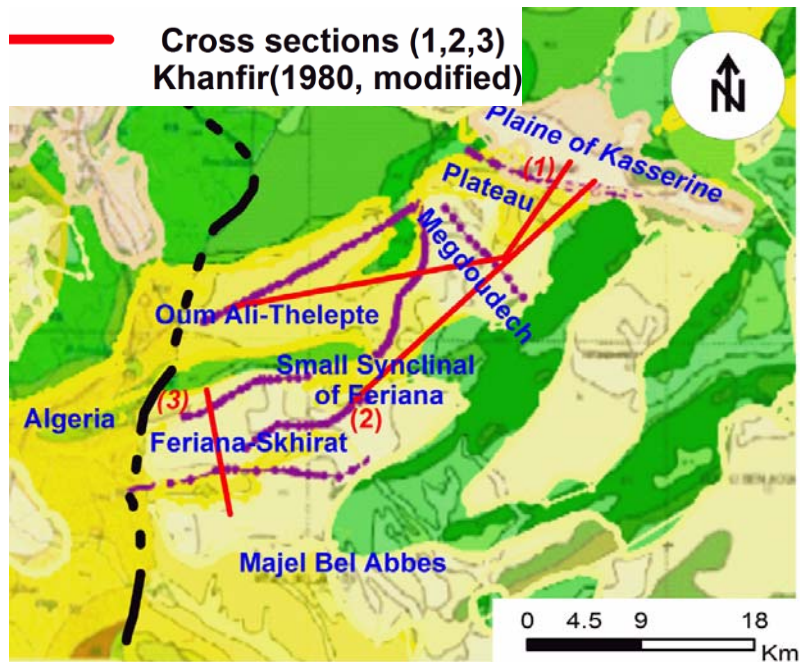 Cross sections (1,2,3)
Khanfir(1980, modified)
N
Plaine of Kasserine
(1)
Plateau
Megdoudech
Oum Ali-Thelepte
Small Synclinal
of Feriana
(3)
(2)
Algeria
Feriana-Skhirat
Majel Bel Abbes
0 4.5 9 18
Km